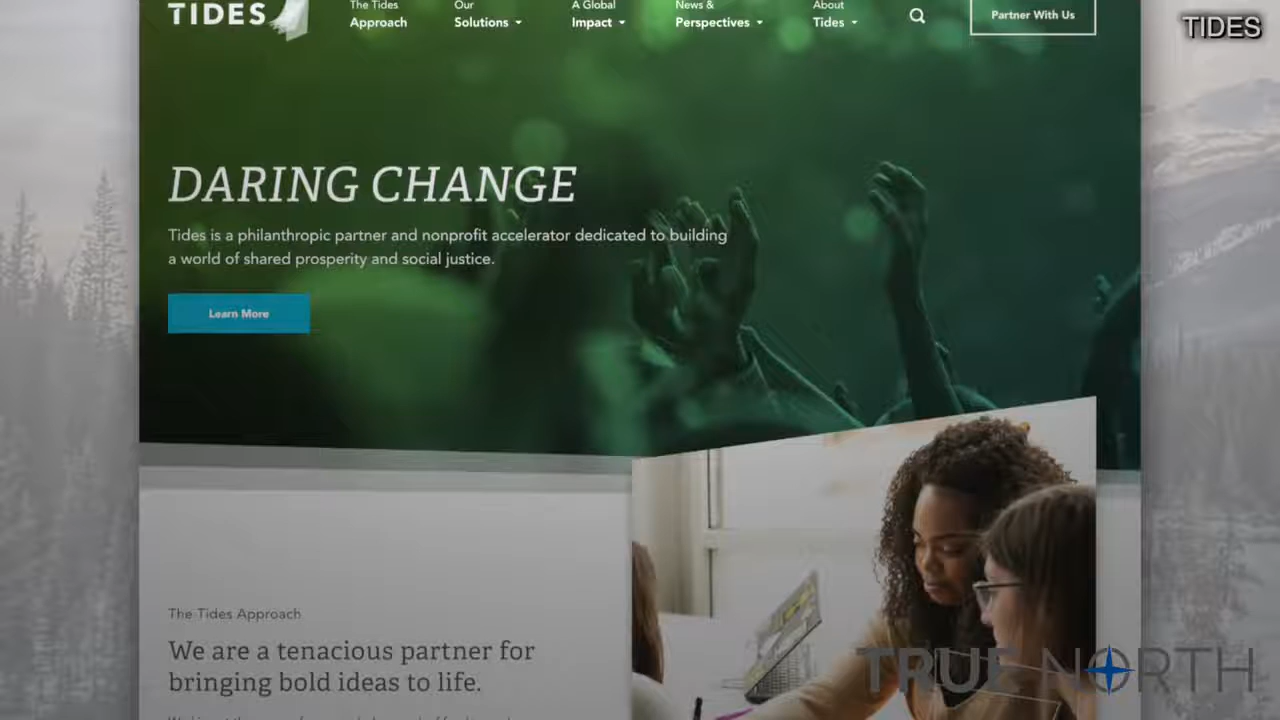 TIDES
The Tides
Approach
Our
Solutions
A Global
Impact
News &
Perspectives
About
Tides
Partner With Us
TIDES
DARING CHANGE
Tides is a philanthropic partner and nonprofit accelerator dedicated to building
a world of shared prosperity and social justice.
Learn More
The Tides Approach
We are a tenacious partner for
bringing bold ideas to life.
TRUE NORTH